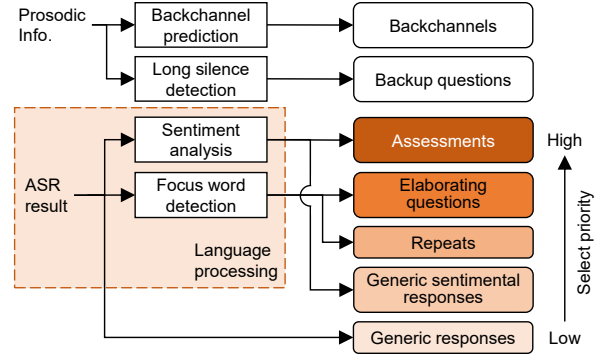 Prosodic
Info.
Backchannel
prediction
Backchannels
Long silence
detection
Backup questions
Sentiment
analysis
Assessments
High
ASR
result
Focus word
detection
Elaborating
questions
Repeats
Select priority
Language
processing
Generic sentimental
responses
Generic responses
Low